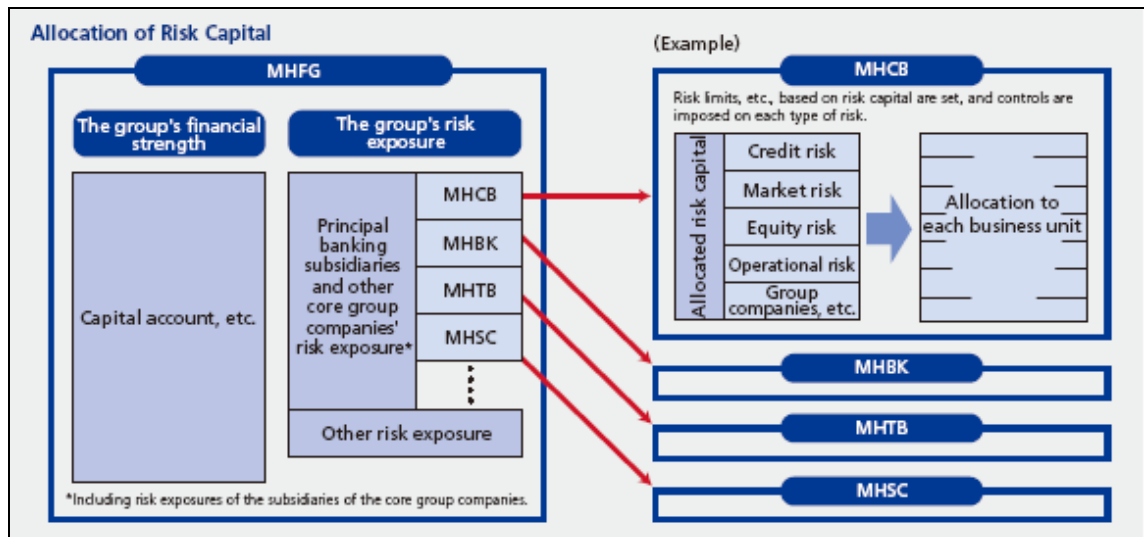 Allocation of Risk Capital
MHFG
The group's financial
strength
The group's risk
exposure
Capital account, etc.
Principal
banking
subsidiaries
and other
core group
companies'
risk exposure*
MHCB
MHBK
MHTB
MHSC
Other risk exposure
*Including risk exposures of the subsidiaries of the core group companies.
(Example)
MHCB
Risk limits, etc., based on risk capital are set, and controls are
imposed on each type of risk.
Allocated risk capital
Credit risk
Market risk
Equity risk
Operational risk
Group
companies, etc.
Allocation to
each business unit
MHBK
MHTB
MHSC